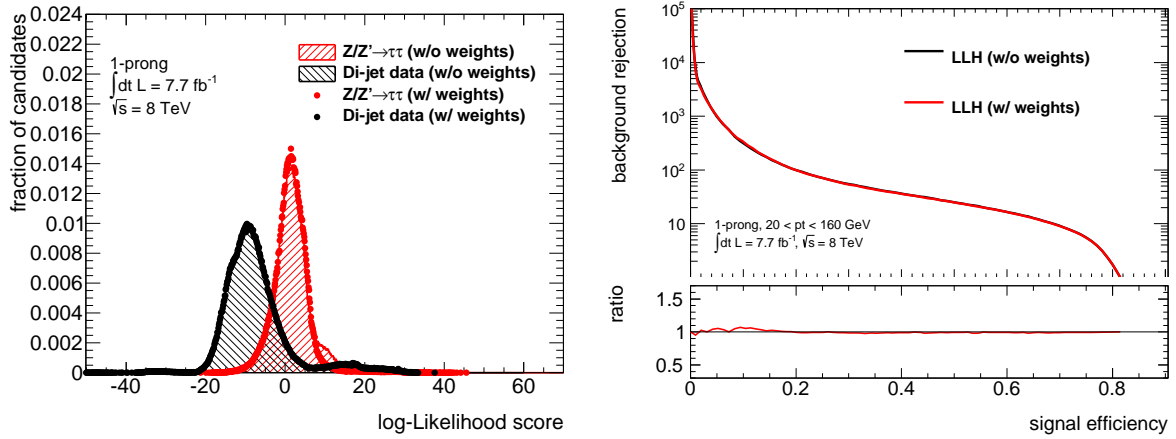 fraction of candidates
0.024
0.022
0.02
0.018
0.016
0.014
0.012
0.01
0.008
0.006
0.004
0.002
0
1-prong
∫dt L = 7.7 fb⁻¹
√s = 8 TeV
Z/Z'→ττ (w/o weights)
Di-jet data (w/o weights)
Z/Z'→ττ (w/ weights)
Di-jet data (w/ weights)
-40 -20 0 20 40 60
log-Likelihood score
background rejection
10⁵
10⁴
10³
10²
10
LLH (w/o weights)
LLH (w/ weights)
1-prong, 20 < pt < 160 GeV
∫dt L = 7.7 fb⁻¹, √s = 8 TeV
ratio
1.5
1
0.5
0 0.2 0.4 0.6 0.8
signal efficiency